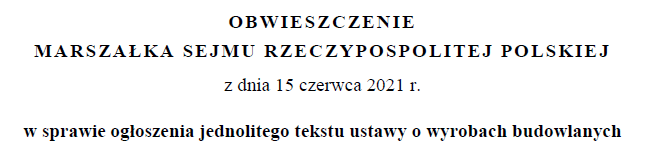 OBWIESZCZENIE
MARSZAŁKA SEJMU RZECZYPOSPOLITEJ POLSKIEJ
z dnia 15 czerwca 2021 r.
w sprawie ogłoszenia jednolitego tekstu ustawy o wyrobach budowlanych